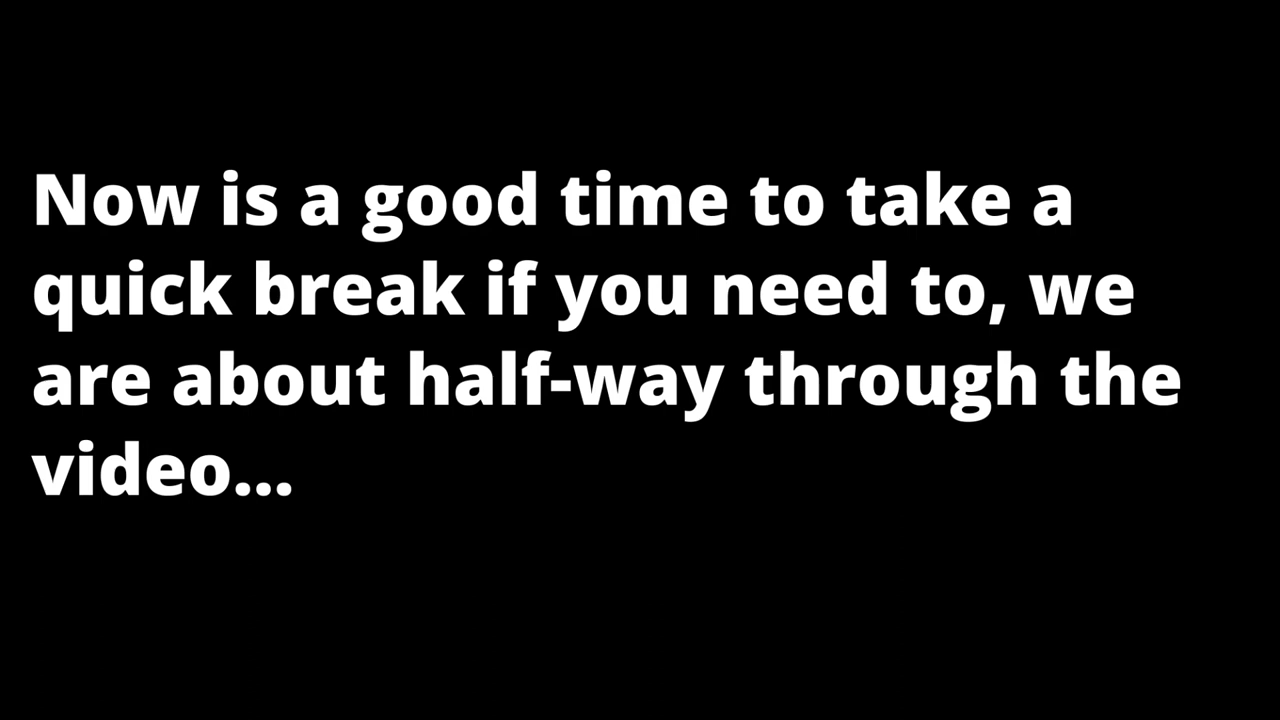 Now is a good time to take a
quick break if you need to, we
are about half-way through the
video...